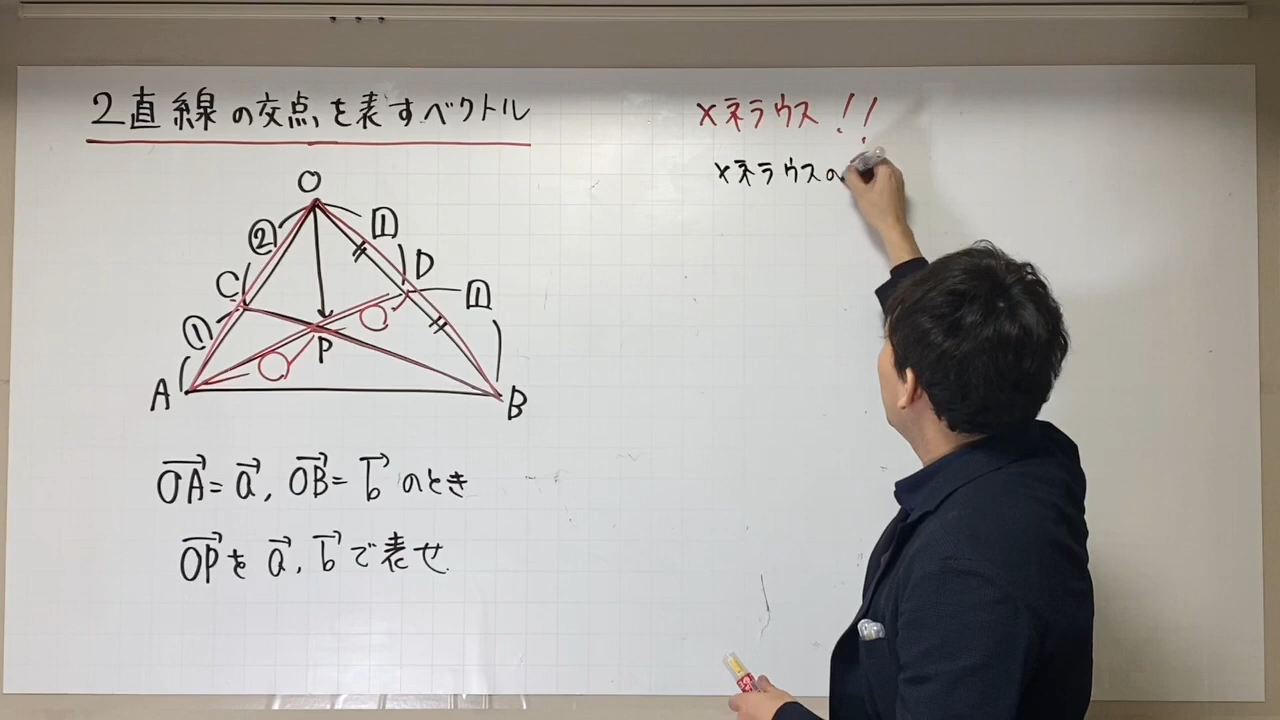 2直線の交点を表すベクトル
O
② 1
C D
① 1
P
A B
OA→=a→, OB→=b→ のとき
OP→を a→, b→で表せ
メネラウス!!
メネラウスの